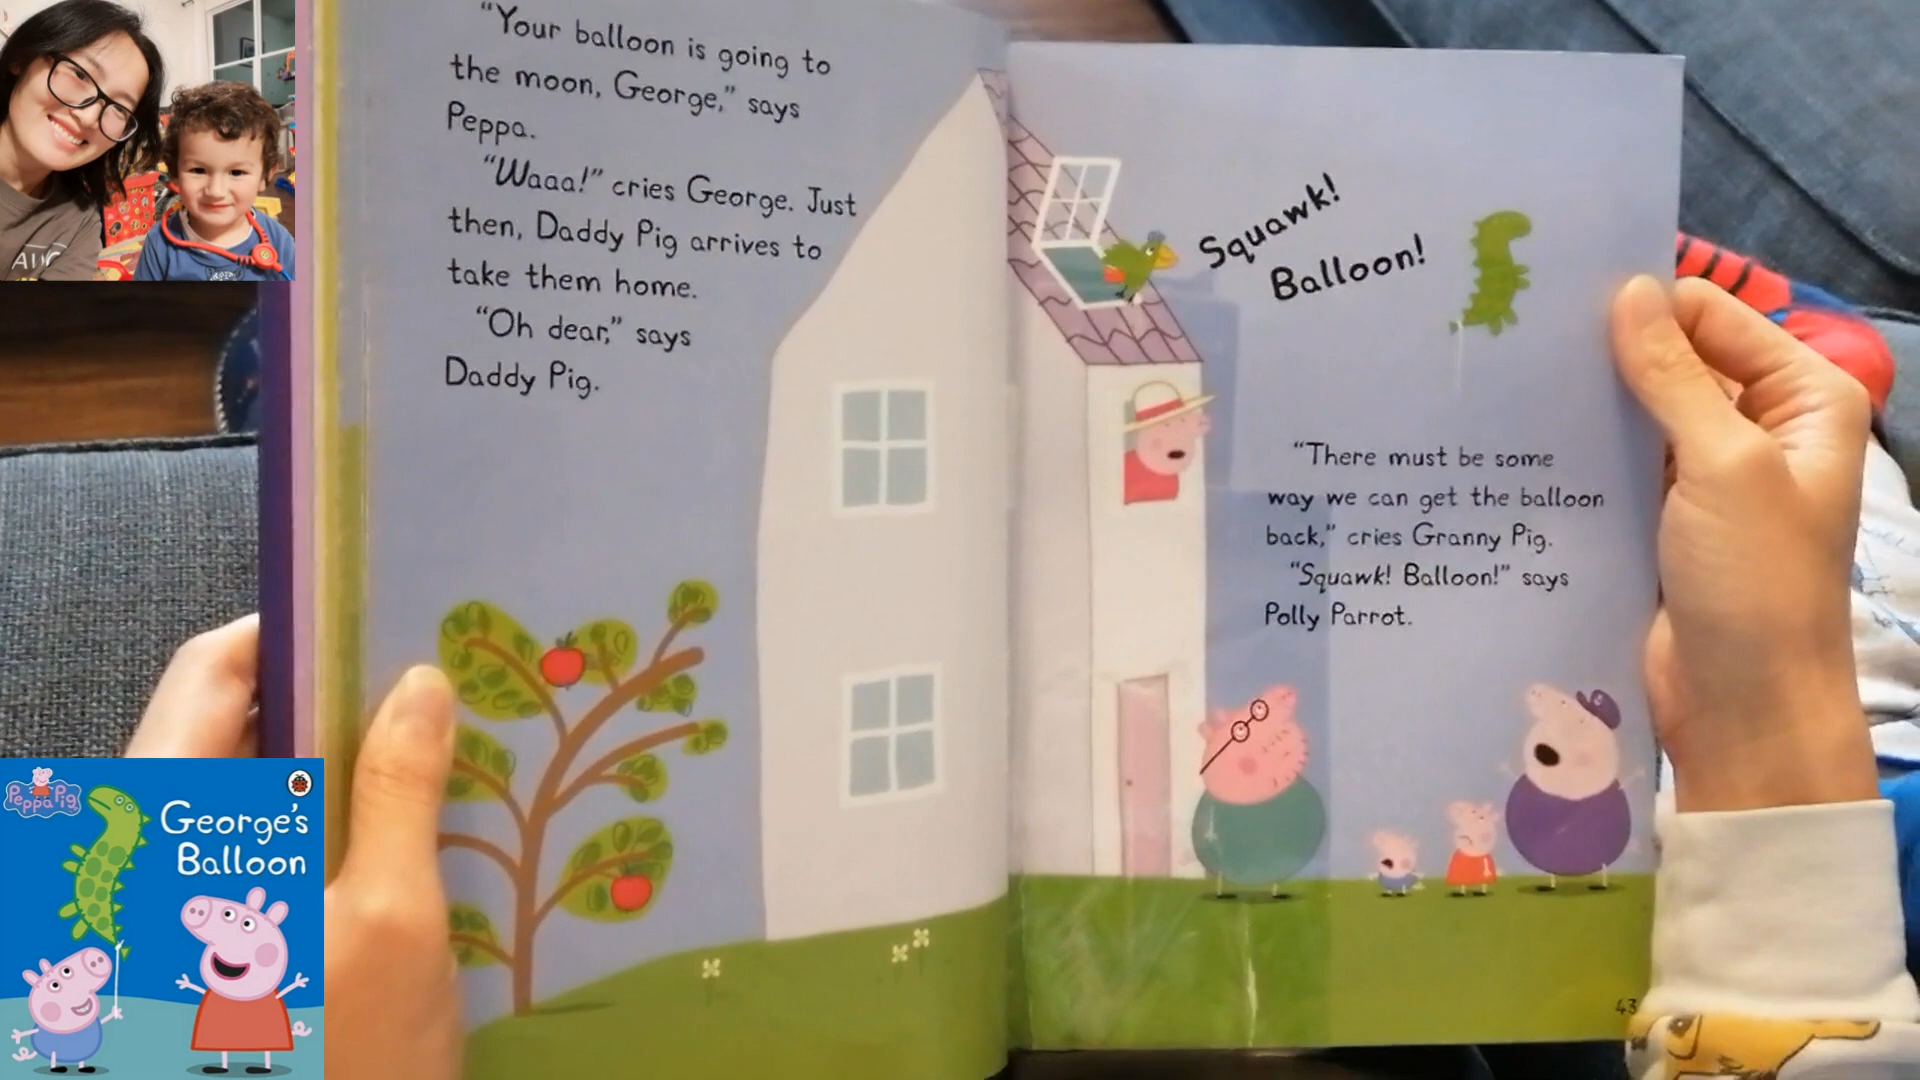 "Your balloon is going to
the moon, George," says
Peppa.
"Waaa!" cries George. Just
then, Daddy Pig arrives to
take them home.
"Oh dear," says
Daddy Pig.
Squawk!
Balloon!
"There must be some
way we can get the balloon
back," cries Granny Pig.
"Squawk! Balloon!" says
Polly Parrot.
43
Peppa Pig
George's
Balloon